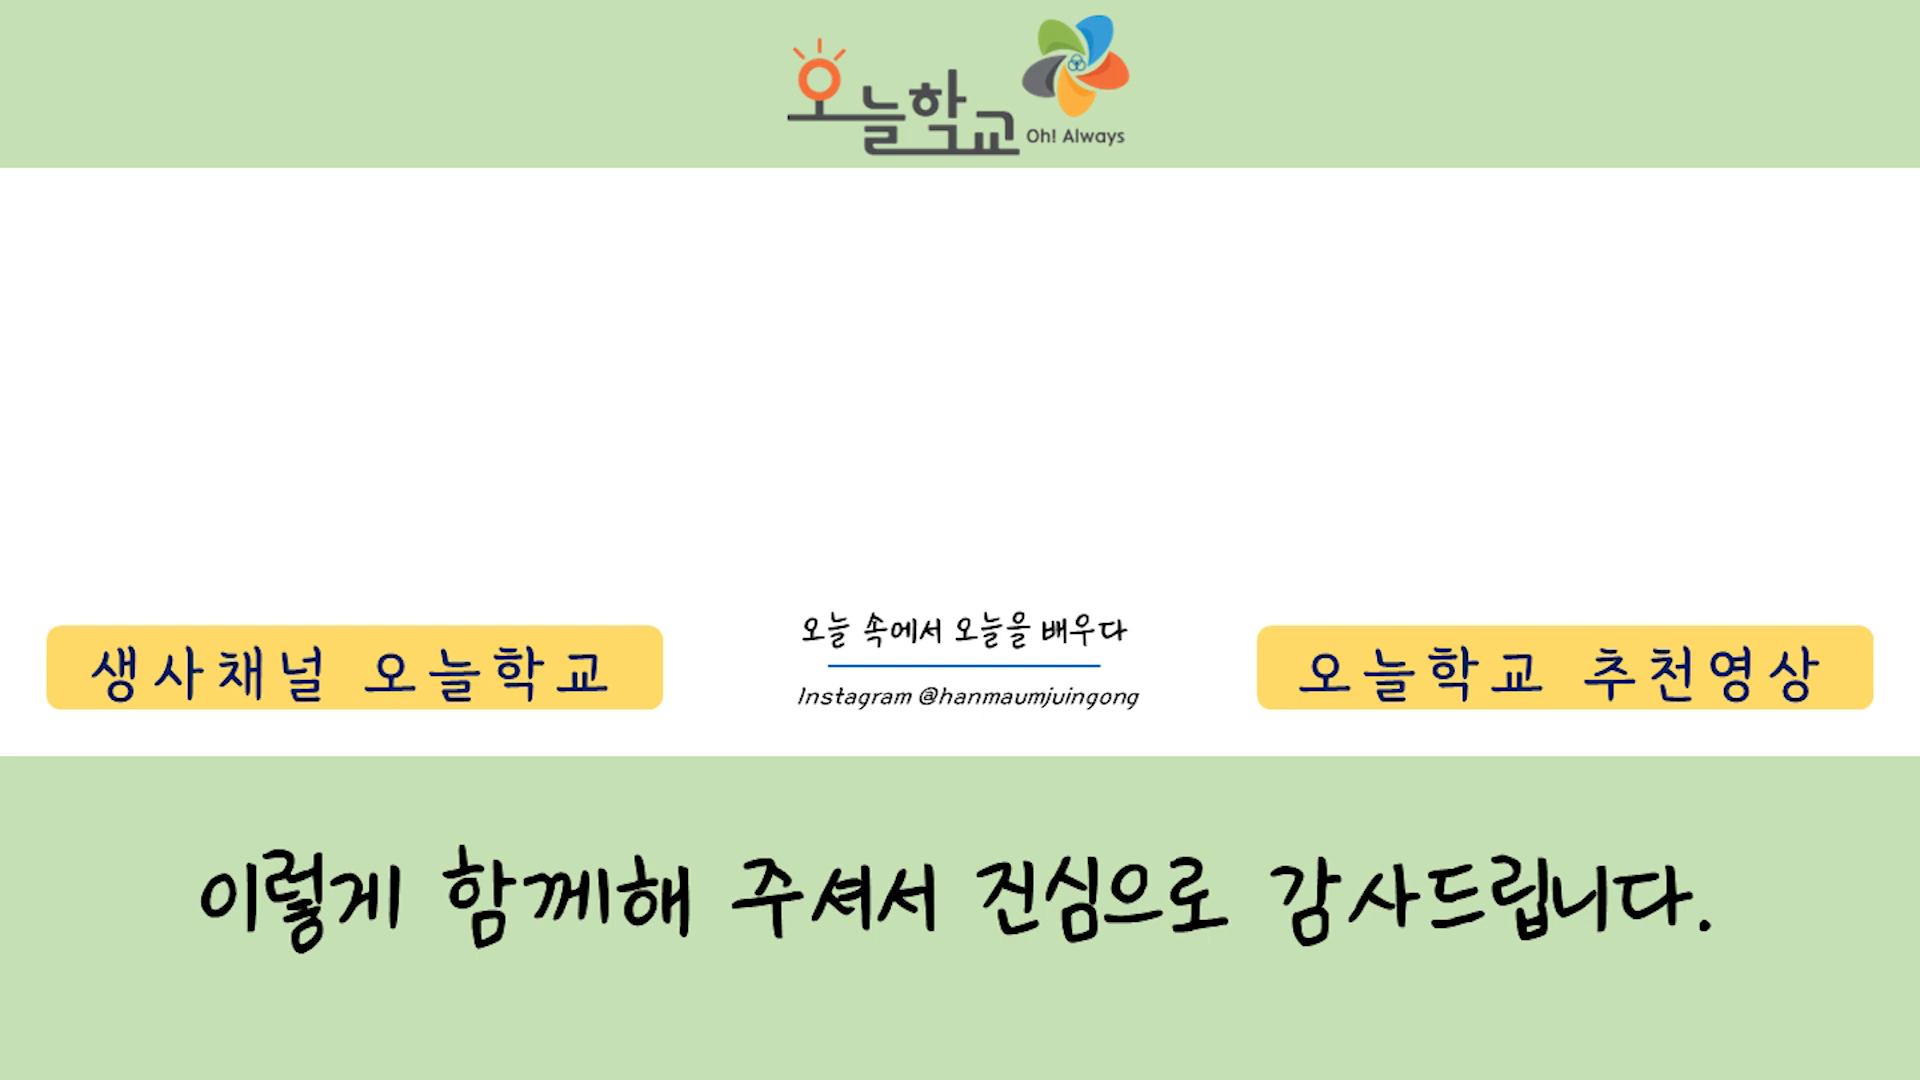 오늘학교
Oh! Always
오늘 속에서 오늘을 배우다
생사채널 오늘학교
Instagram @hanmaumjuingong
오늘학교 추천영상
이렇게 함께해 주셔서 진심으로 감사드립니다.